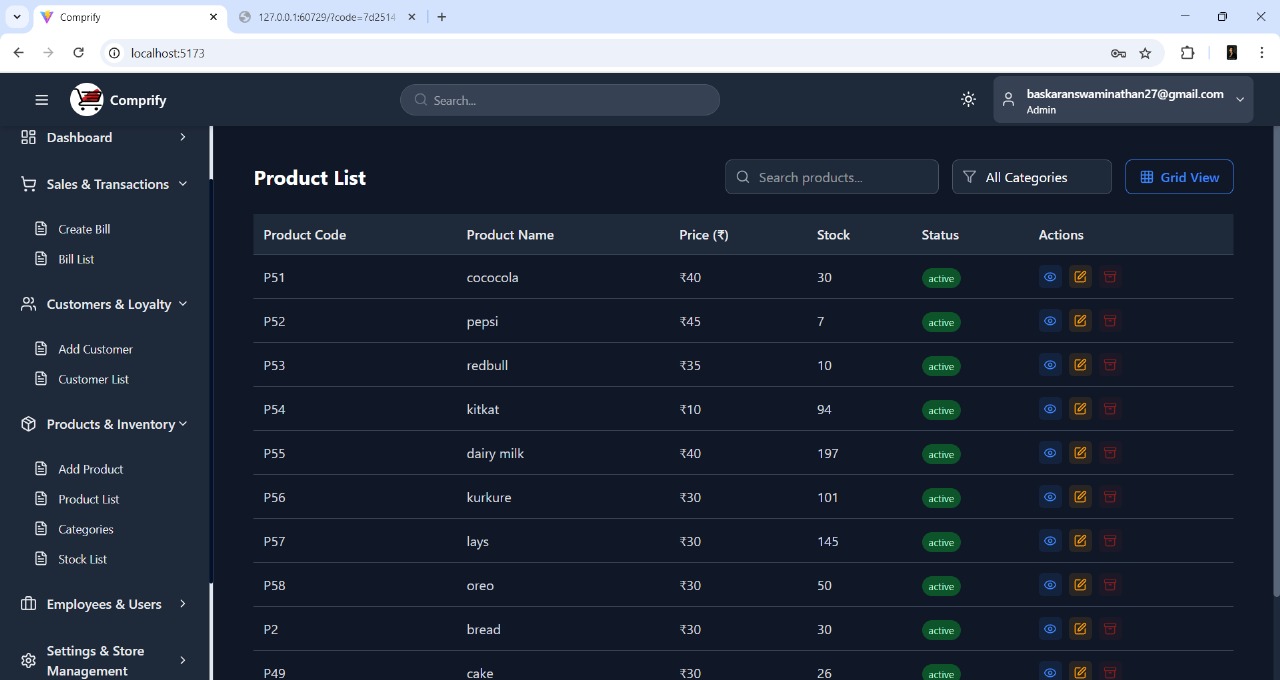 Comprify
127.0.0.1:60729/?code=7d2514
localhost:5173
Comprify
Search...
baskaranswaminathan27@gmail.com
Admin
Dashboard
Sales & Transactions
Create Bill
Bill List
Customers & Loyalty
Add Customer
Customer List
Products & Inventory
Add Product
Product List
Categories
Stock List
Employees & Users
Settings & Store
Management
Product List
Search products...
All Categories
Grid View
Product Code Product Name Price (₹) Stock Status Actions
P51 cococola ₹40 30 active
P52 pepsi ₹45 7 active
P53 redbull ₹35 10 active
P54 kitkat ₹10 94 active
P55 dairy milk ₹40 197 active
P56 kurkure ₹30 101 active
P57 lays ₹30 145 active
P58 oreo ₹30 50 active
P2 bread ₹30 30 active
P49 cake ₹30 26 active